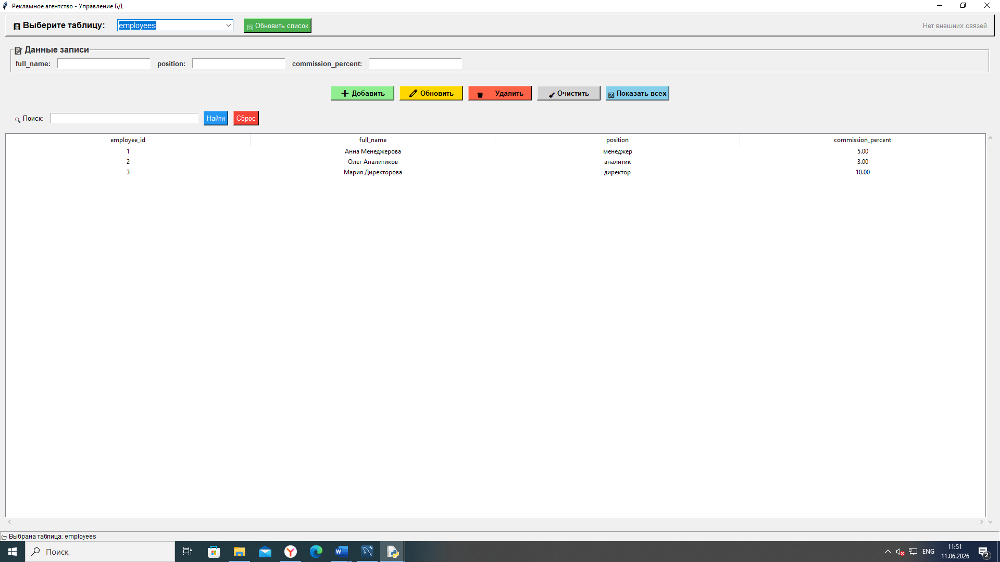 Рекламное агентство - Управление БД
Выберите таблицу: employees Обновить список Нет внешних связей
Данные записи
full_name: position: commission_percent:
Добавить Обновить Удалить Очистить Показать всех
Поиск: Найти Сброс
employee_id full_name position commission_percent
1 Анна Менеджерова менеджер 5.00
2 Олег Аналитиков аналитик 3.00
3 Мария Директорова директор 10.00
Выбрана таблица: employees
Поиск ENG 11:51
11.06.2026 2